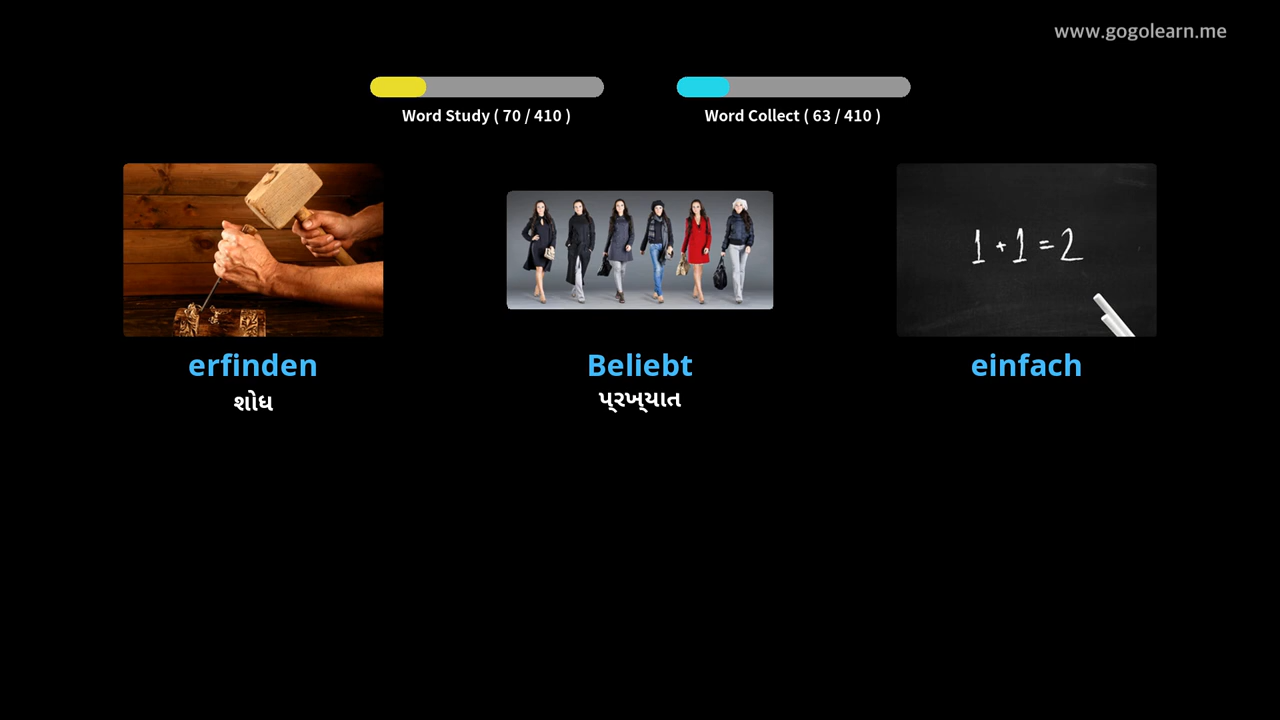 www.gogolearn.me
Word Study ( 70 / 410 )
Word Collect ( 63 / 410 )
1 + 1 = 2
erfinden
Beliebt
einfach
શોધ
પ્રખ્યાત